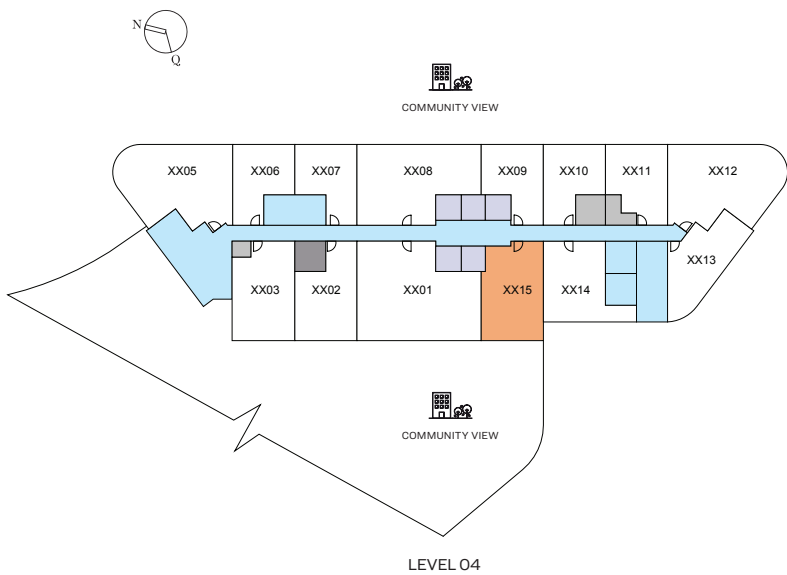 N
Q
COMMUNITY VIEW
XX05 XX06 XX07 XX08 XX09 XX10 XX11 XX12
XX13
XX03 XX02 XX01 XX15 XX14
COMMUNITY VIEW
LEVEL 04